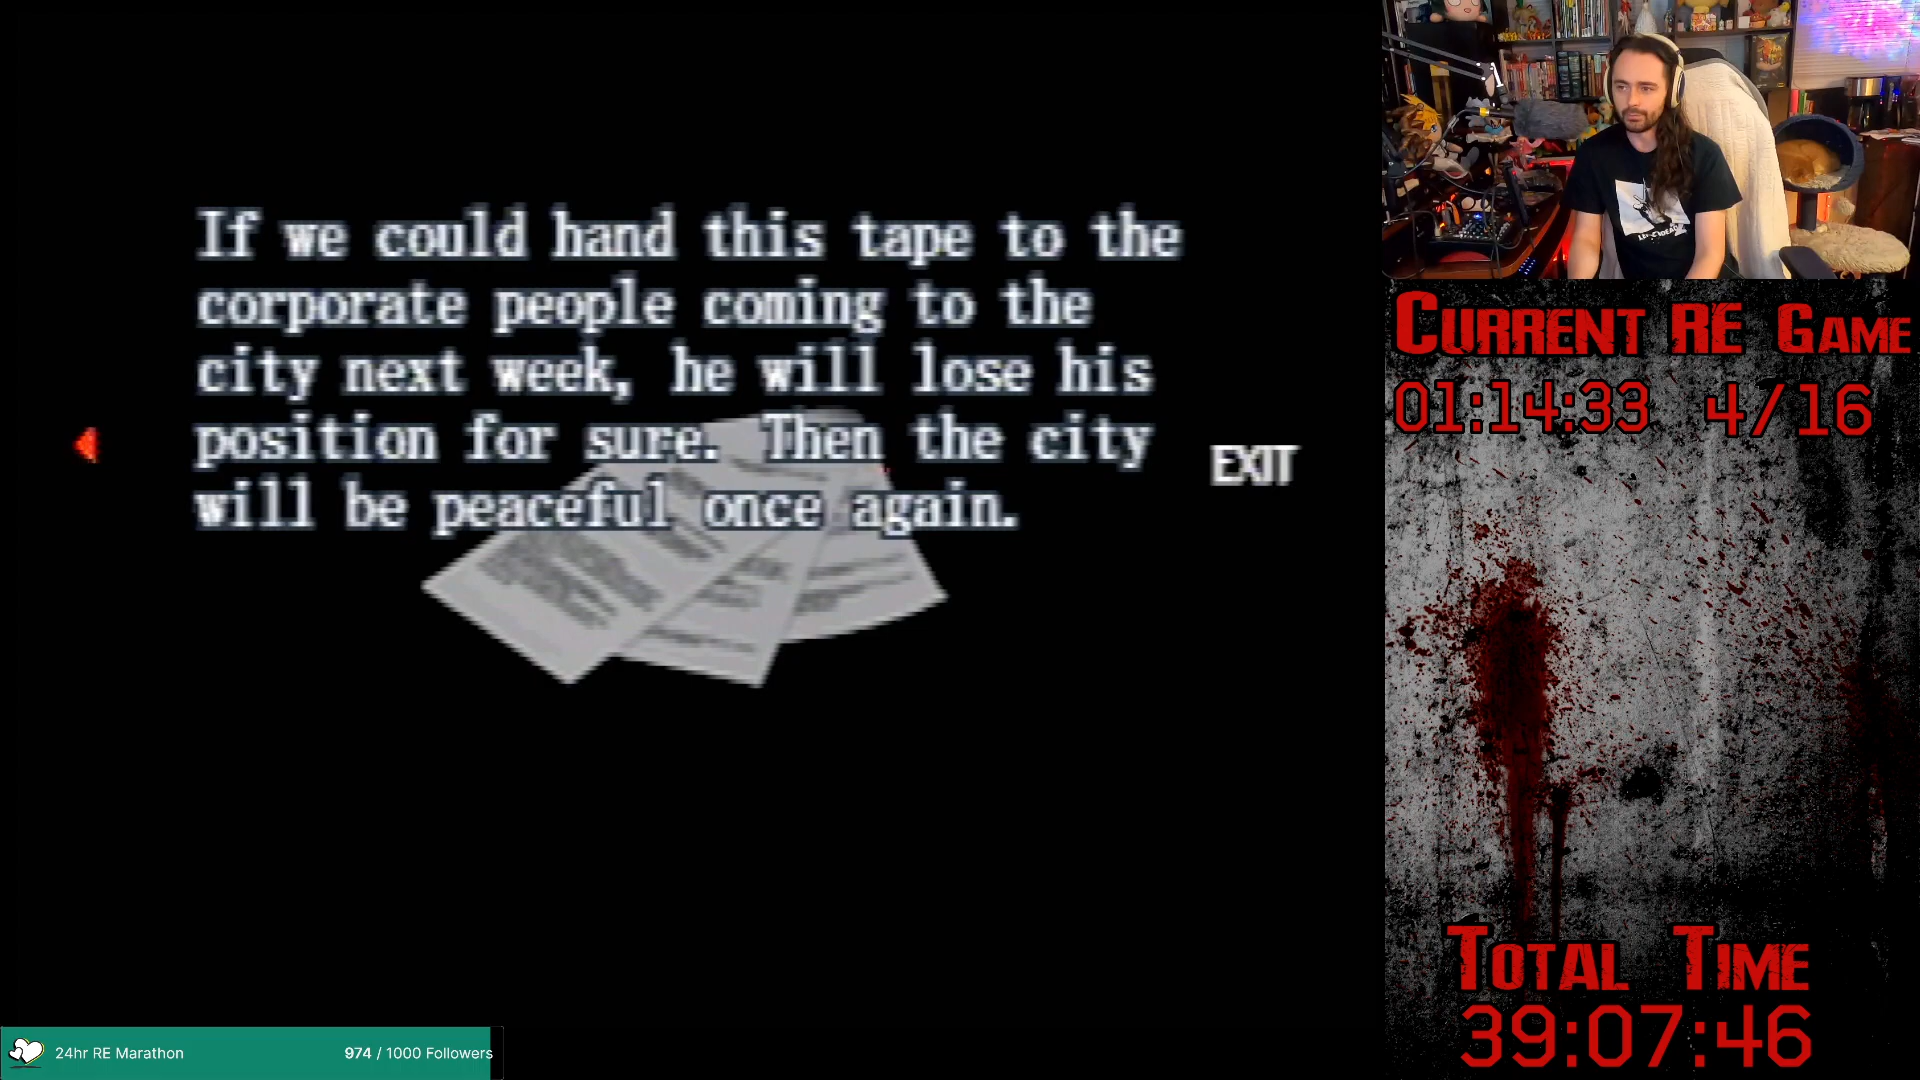 If we could hand this tape to the
corporate people coming to the
city next week, he will lose his
position for sure. Then the city
will be peaceful once again.
EXIT
CURRENT RE GAME
01:14:33 4/16
TOTAL TIME
39:07:46
24hr RE Marathon 974 / 1000 Followers